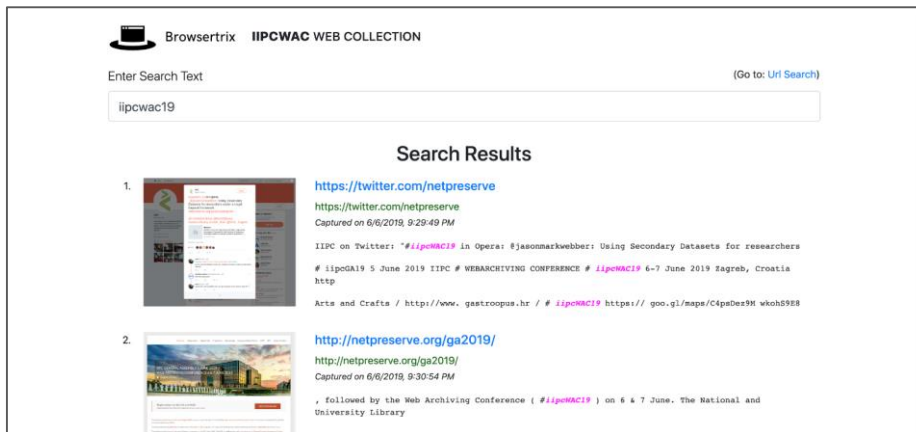 Browsertrix IIPCWAC WEB COLLECTION
Enter Search Text
(Go to: Url Search)
iipcwac19
Search Results
1.
https://twitter.com/netpreserve
https://twitter.com/netpreserve
Captured on 6/6/2019, 9:29:49 PM
IIPC on Twitter: "#iipcWAC19 in Opera: @jasonmarkwebber: Using Secondary Datasets for researchers
# iipcGA19 5 June 2019 IIPC # WEBARCHIVING CONFERENCE # iipcWAC19 6-7 June 2019 Zagreb, Croatia
http
Arts and Crafts / http://www. gastroopus.hr / # iipcWAC19 https:// goo.gl/maps/C4psDez9M wkohS9E8
2.
http://netpreserve.org/ga2019/
http://netpreserve.org/ga2019/
Captured on 6/6/2019, 9:30:54 PM
, followed by the Web Archiving Conference ( #iipcWAC19 ) on 6 & 7 June. The National and
University Library